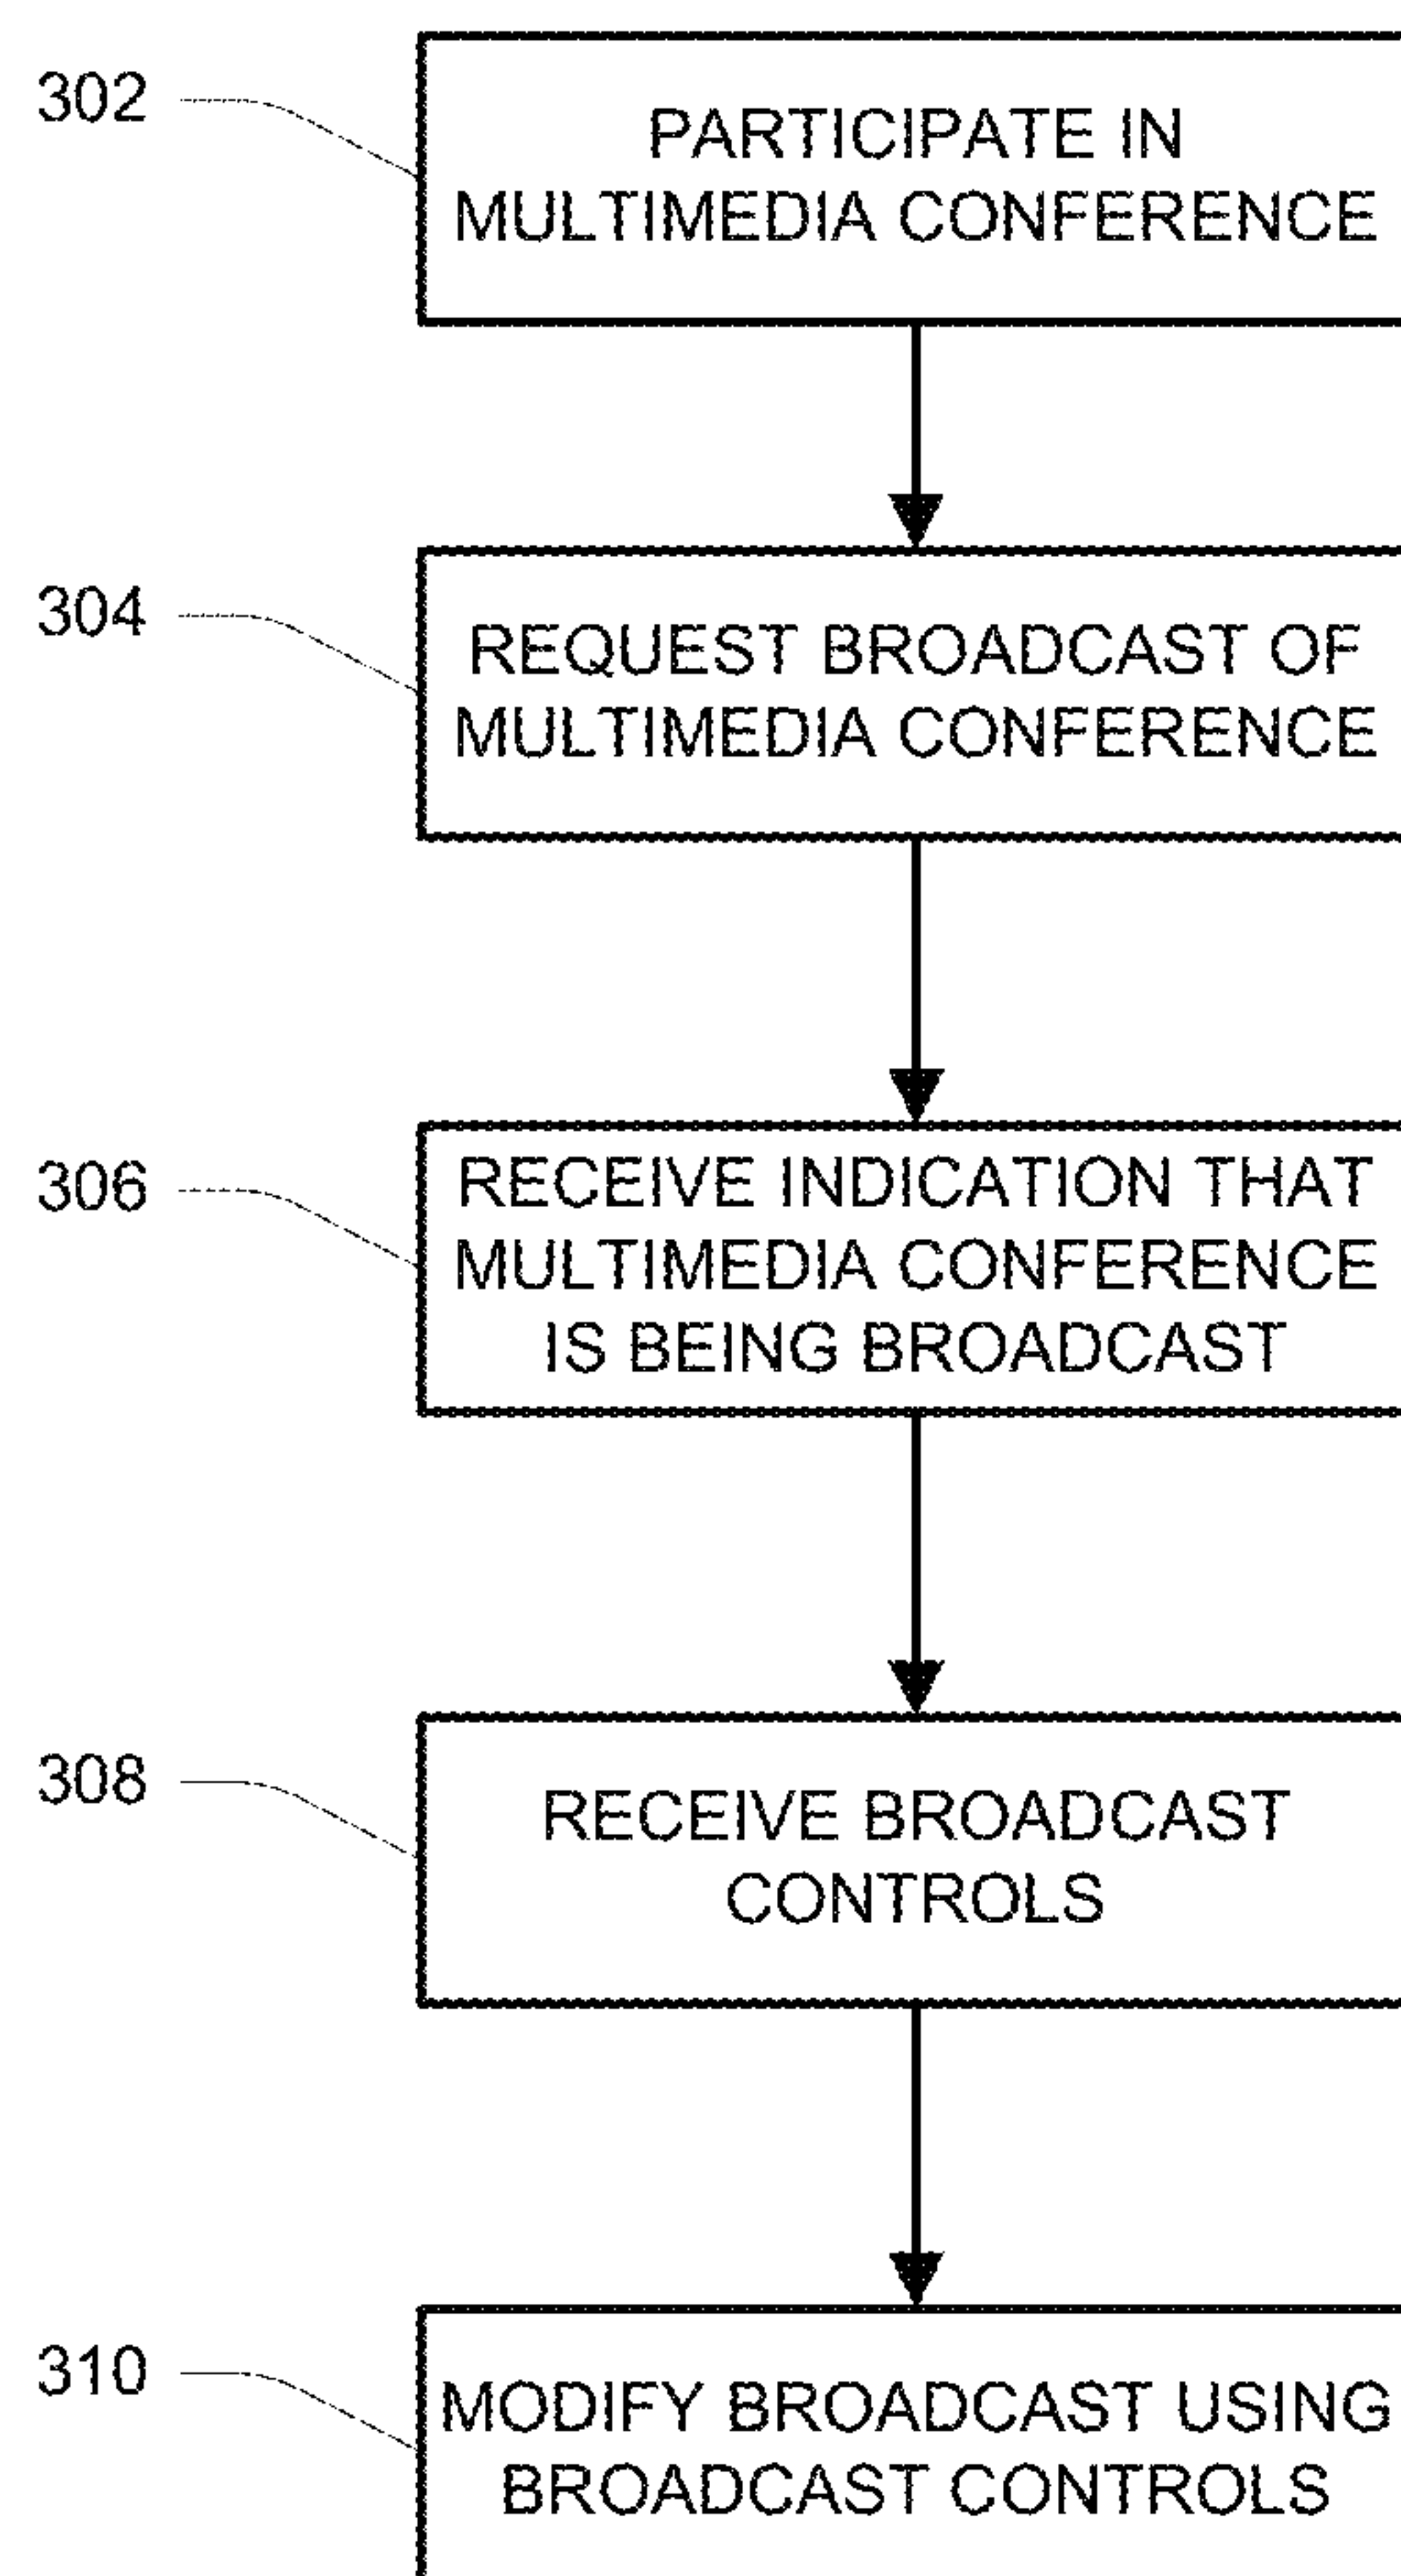 302
PARTICIPATE IN
MULTIMEDIA CONFERENCE
304
REQUEST BROADCAST OF
MULTIMEDIA CONFERENCE
306
RECEIVE INDICATION THAT
MULTIMEDIA CONFERENCE
IS BEING BROADCAST
308
RECEIVE BROADCAST
CONTROLS
310
MODIFY BROADCAST USING
BROADCAST CONTROLS